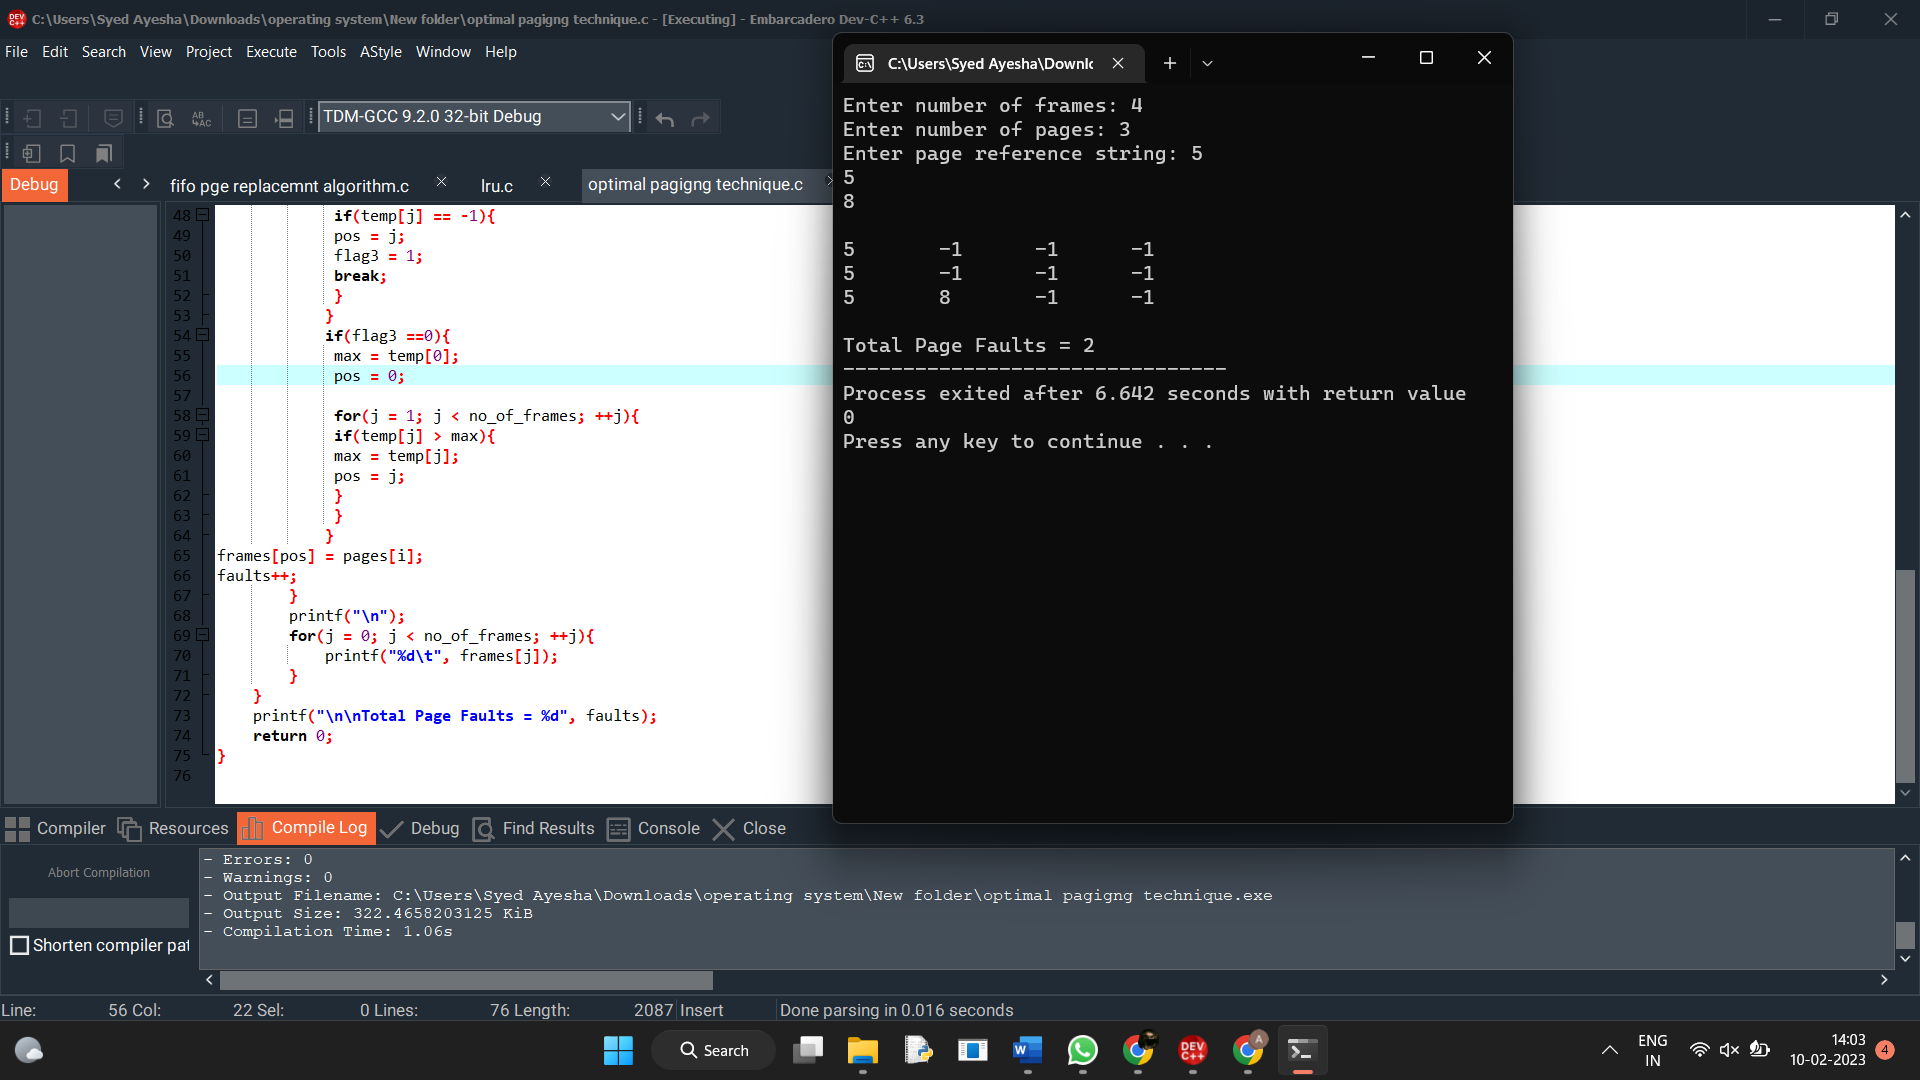 C:\Users\Syed Ayesha\Downloads\operating system\New folder\optimal pagigng technique.c - [Executing] - Embarcadero Dev-C++ 6.3
File Edit Search View Project Execute Tools AStyle Window Help
TDM-GCC 9.2.0 32-bit Debug
Debug
fifo pge replacemnt algorithm.c
lru.c
optimal pagigng technique.c
48 if(temp[j] == -1){
49 pos = j;
50 flag3 = 1;
51 break;
52 }
53 }
54 if(flag3 ==0){
55 max = temp[0];
56 pos = 0;
57
58 for(j = 1; j < no_of_frames; ++j){
59 if(temp[j] > max){
60 max = temp[j];
61 pos = j;
62 }
63 }
64 }
65 frames[pos] = pages[i];
66 faults++;
67 }
68 printf("\n");
69 for(j = 0; j < no_of_frames; ++j){
70 printf("%d\t", frames[j]);
71 }
72 }
73 printf("\n\nTotal Page Faults = %d", faults);
74 return 0;
75 }
76
C:\Users\Syed Ayesha\Downlc
Enter number of frames: 4
Enter number of pages: 3
Enter page reference string: 5
5
8
5 -1 -1 -1
5 -1 -1 -1
5 8 -1 -1
Total Page Faults = 2
--------------------------------
Process exited after 6.642 seconds with return value
0
Press any key to continue . . .
Compiler Resources Compile Log Debug Find Results Console Close
Abort Compilation
Shorten compiler pat
- Errors: 0
- Warnings: 0
- Output Filename: C:\Users\Syed Ayesha\Downloads\operating system\New folder\optimal pagigng technique.exe
- Output Size: 322.4658203125 KiB
- Compilation Time: 1.06s
Line: 56 Col: 22 Sel: 0 Lines: 76 Length: 2087 Insert Done parsing in 0.016 seconds
Search
ENG
IN
14:03
10-02-2023
4